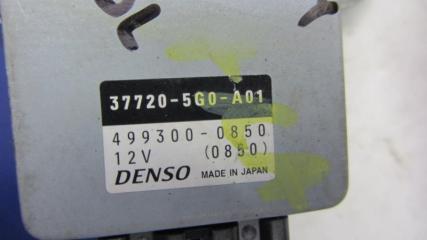 37720-5G0-A01
499300-0850
12V (0850)
DENSO MADE IN JAPAN